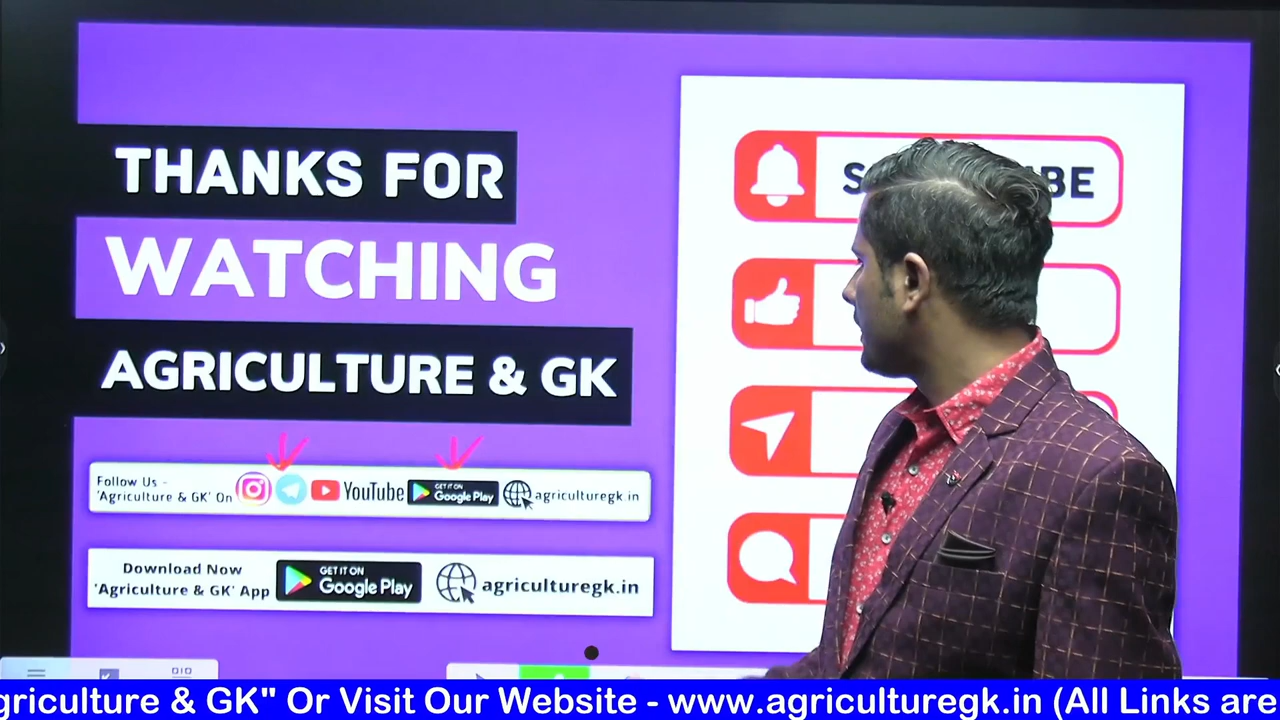 THANKS FOR
WATCHING
AGRICULTURE & GK
Follow Us -
'Agriculture & GK' On
YouTube
GET IT ON
Google Play
agriculturegk.in
Download Now
'Agriculture & GK' App
GET IT ON
Google Play
agriculturegk.in
griculture & GK" Or Visit Our Website - www.agriculturegk.in (All Links are